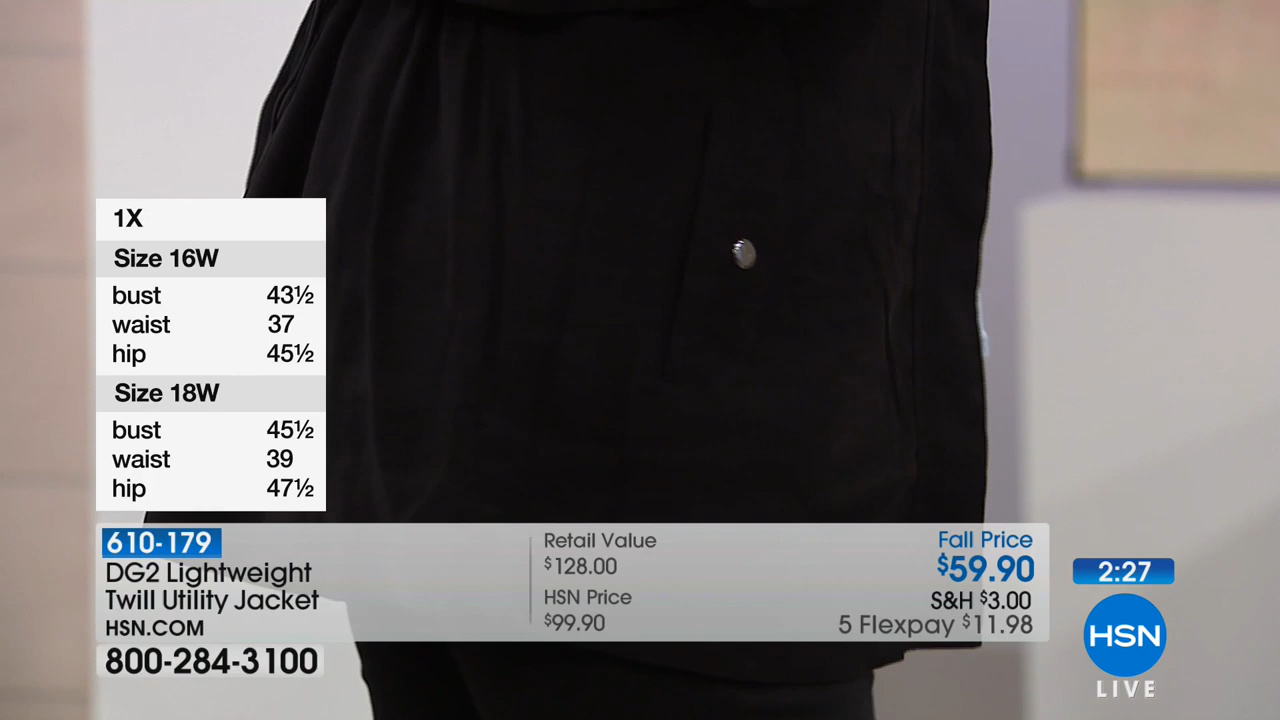 1X
Size 16W
bust 43½
waist 37
hip 45½
Size 18W
bust 45½
waist 39
hip 47½
610-179
DG2 Lightweight
Twill Utility Jacket
HSN.COM
800-284-3100
Retail Value
$128.00
HSN Price
$99.90
Fall Price
$59.90
S&H $3.00
5 Flexpay $11.98
2:27
HSN
LIVE